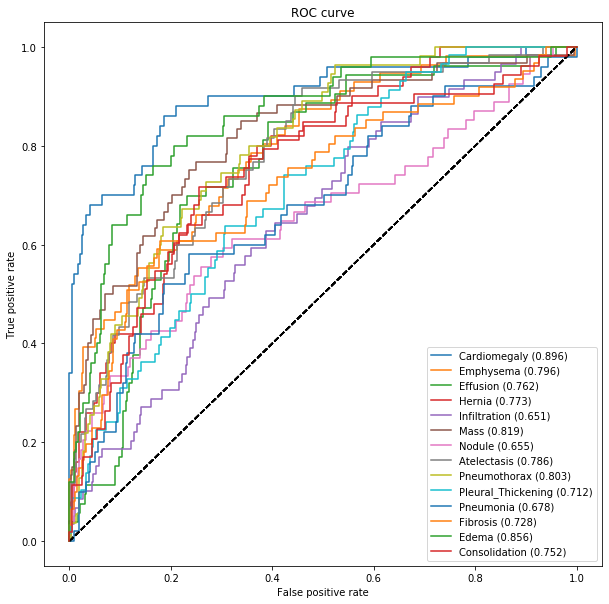 ROC curve
True positive rate
1.0
0.8
0.6
0.4
0.2
0.0
Cardiomegaly (0.896)
Emphysema (0.796)
Effusion (0.762)
Hernia (0.773)
Infiltration (0.651)
Mass (0.819)
Nodule (0.655)
Atelectasis (0.786)
Pneumothorax (0.803)
Pleural_Thickening (0.712)
Pneumonia (0.678)
Fibrosis (0.728)
Edema (0.856)
Consolidation (0.752)
0.0 0.2 0.4 0.6 0.8 1.0
False positive rate